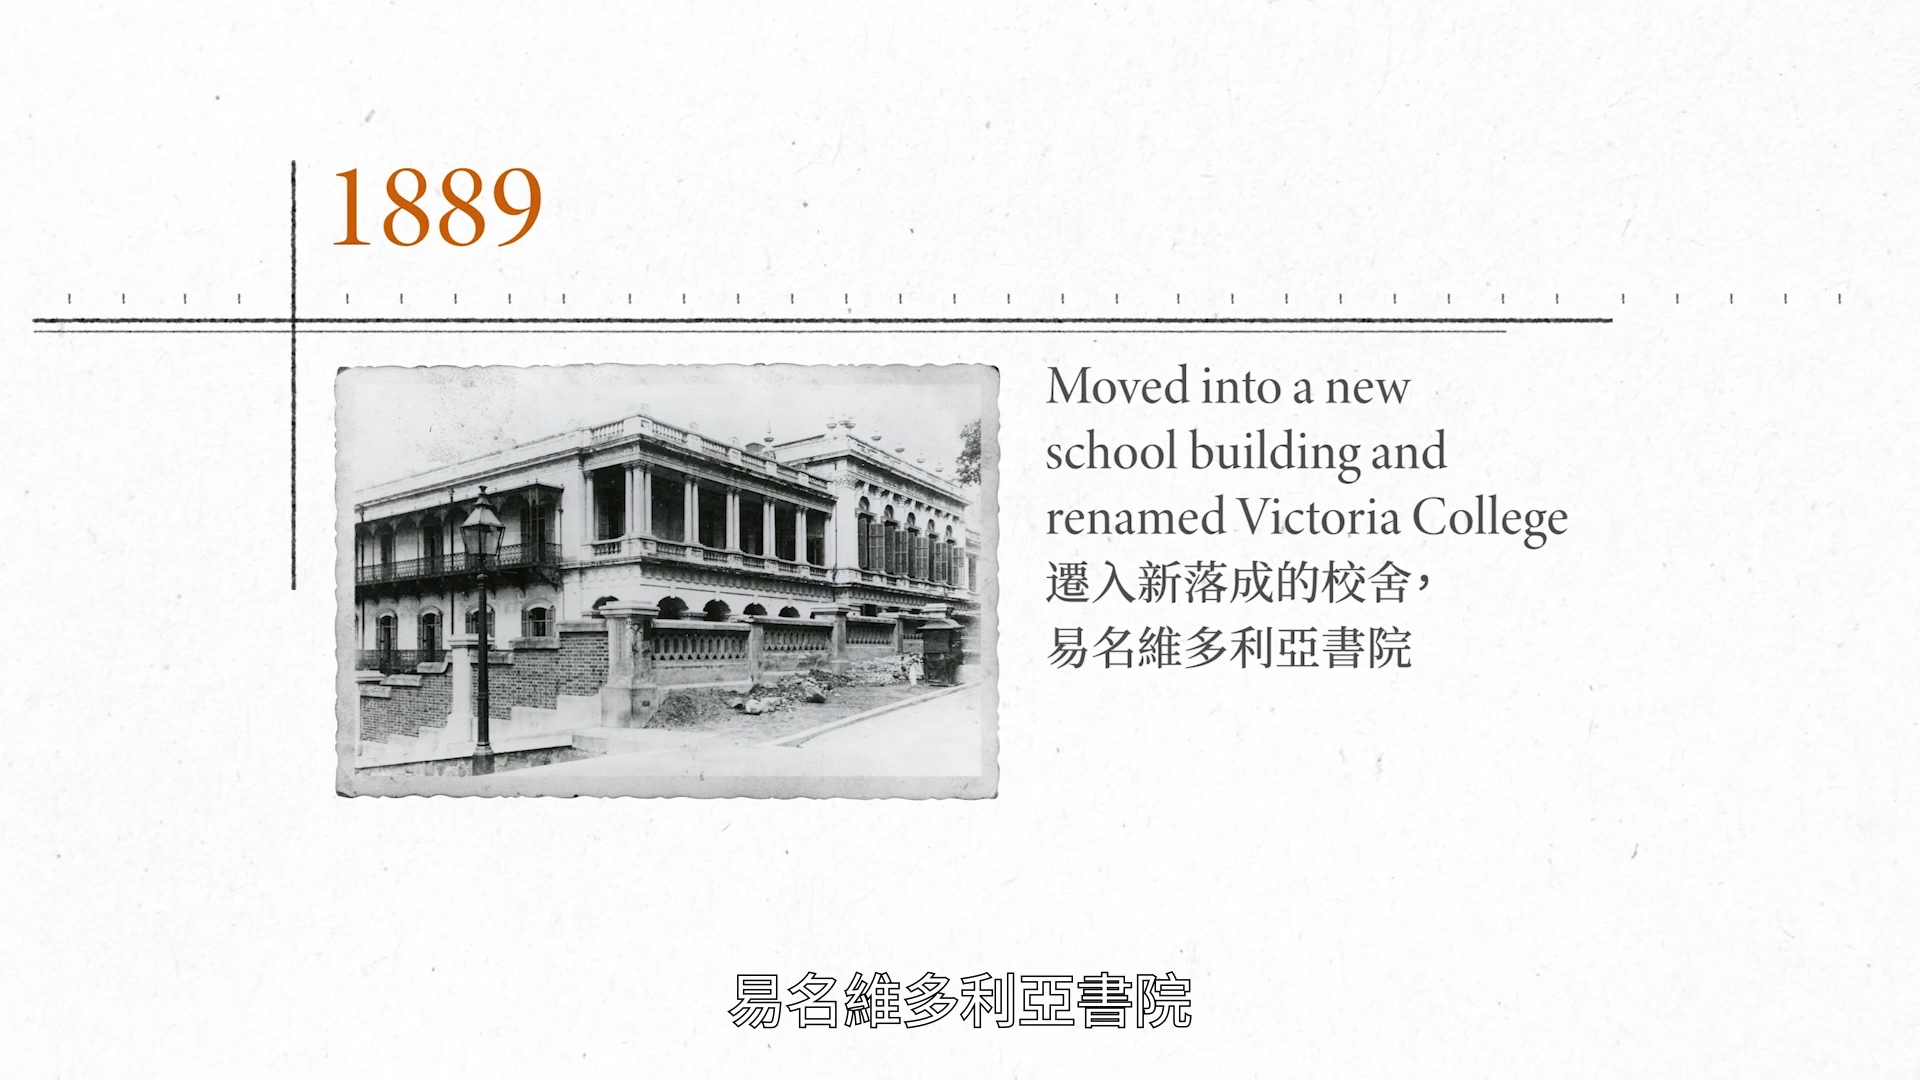 1889
Moved into a new
school building and
renamed Victoria College
遷入新落成的校舍，
易名維多利亞書院
易名維多利亞書院